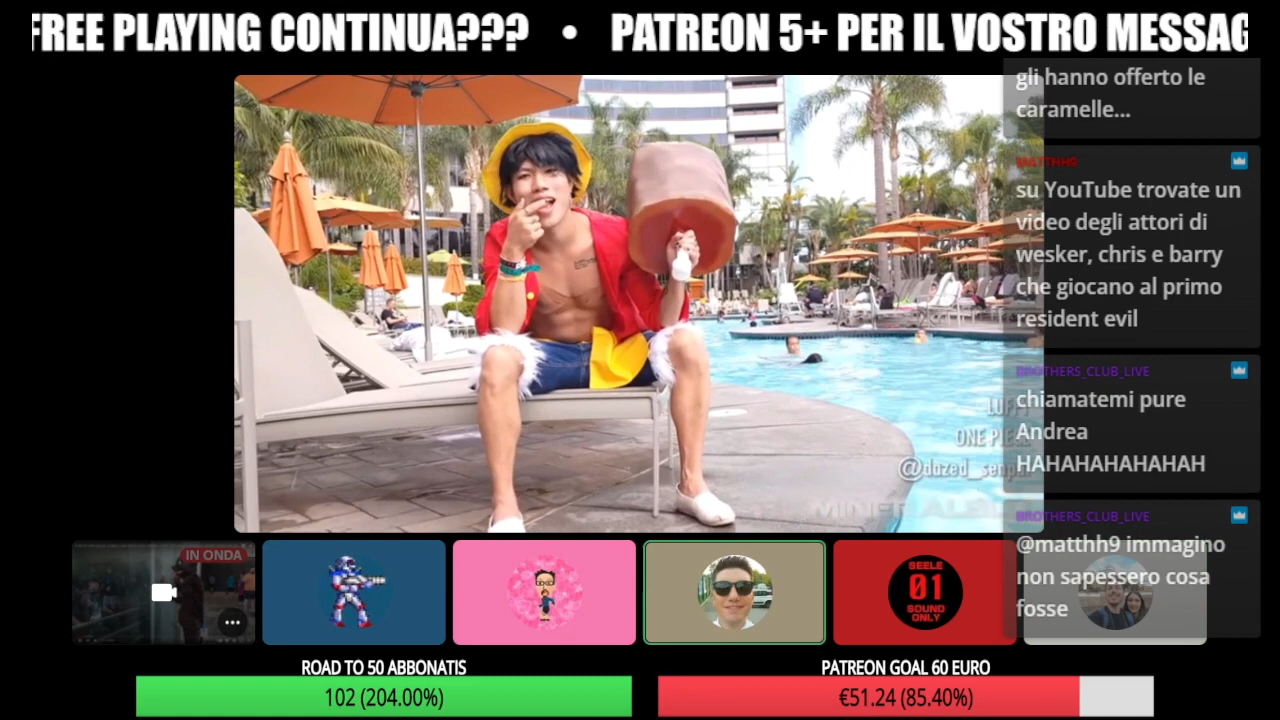 FREE PLAYING CONTINUA??? • PATREON 5+ PER IL VOSTRO MESSAG
gli hanno offerto le
caramelle...
MATTHH9
su YouTube trovate un
video degli attori di
wesker, chris e barry
che giocano al primo
resident evil
BROTHERS_CLUB_LIVE
chiamatemi pure
Andrea
HAHAHAHAHAHAH
BROTHERS_CLUB_LIVE
@matthh9 immagino
non sapessero cosa
fosse
LUFFY
ONE PIECE
@dazed_senpai
IN ONDA
SEELE
01
SOUND
ONLY
ROAD TO 50 ABBONATIS
102 (204.00%)
PATREON GOAL 60 EURO
€51.24 (85.40%)